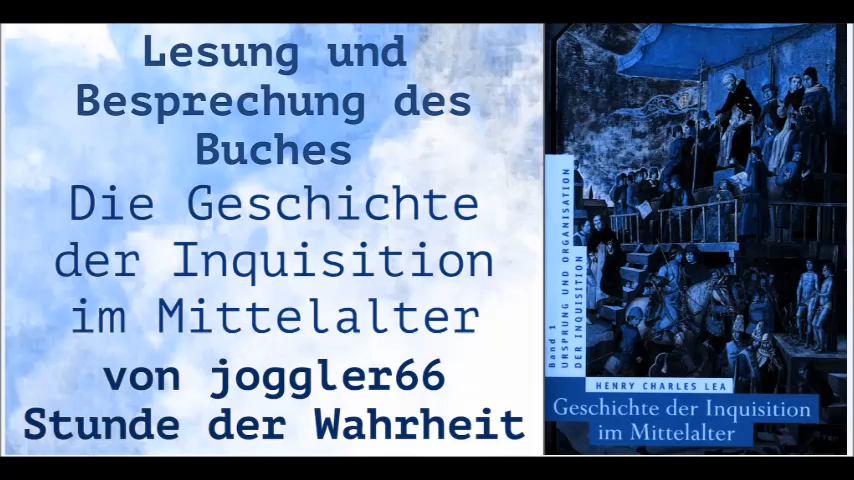 Lesung und
Besprechung des
Buches
Die Geschichte
der Inquisition
im Mittelalter
von joggler66
Stunde der Wahrheit
Band 1
URSPRUNG UND ORGANISATION
DER INQUISITION
HENRY CHARLES LEA
Geschichte der Inquisition
im Mittelalter